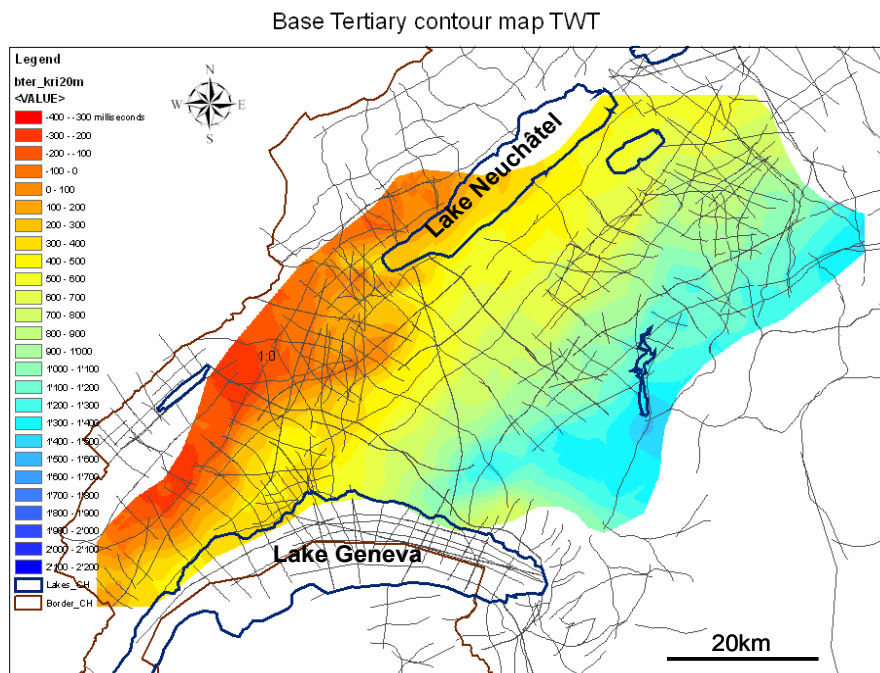 Base Tertiary contour map TWT
Legend
bter_kri20m
<VALUE>
-400 - -300 milliseconds
-300 - -200
-200 - -100
-100 - 0
0 - 100
100 - 200
200 - 300
300 - 400
400 - 500
500 - 600
600 - 700
700 - 800
800 - 900
900 - 1'000
1'000 - 1'100
1'100 - 1'200
1'200 - 1'300
1'300 - 1'400
1'400 - 1'500
1'500 - 1'600
1'600 - 1'700
1'700 - 1'800
1'800 - 1'900
1'900 - 2'000
2'000 - 2'100
2'100 - 2'200
Lakes_CH
Border_CH
N
W
E
S
Lake Neuchâtel
1:0
Lake Geneva
20km